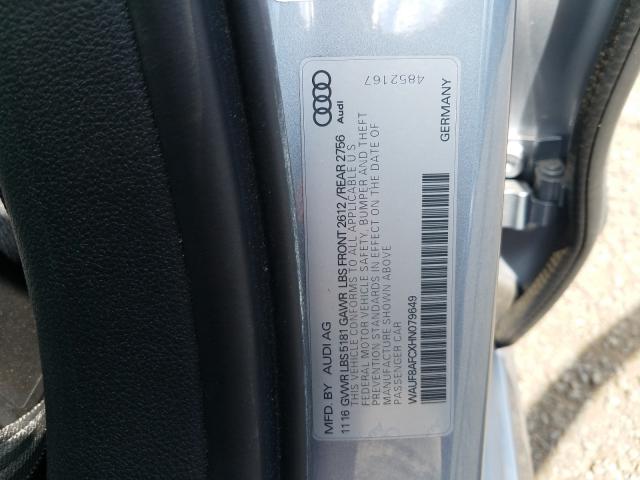 MFD. BY AUDI AG Audi
11 16 GVWR LBS 5181 GAWR LBS FRONT 2612 / REAR 2756
THIS VEHICLE CONFORMS TO ALL APPLICABLE U S
FEDERAL MOTOR VEHICLE SAFETY, BUMPER AND THEFT
PREVENTION STANDARDS IN EFFECT ON THE DATE OF
MANUFACTURE SHOWN ABOVE
PASSENGER CAR
WAUF8AFCXHN079649 GERMANY
4852167